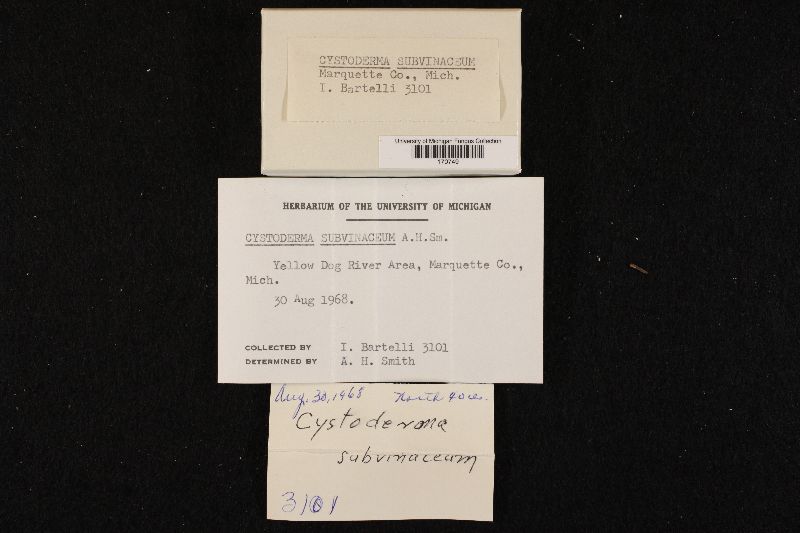 CYSTODERMA SUBVINACEUM
Marquette Co., Mich.
I. Bartelli 3101
University of Michigan Fungus Collection
170749
HERBARIUM OF THE UNIVERSITY OF MICHIGAN
CYSTODERMA SUBVINACEUM A.H.Sm.
Yellow Dog River Area, Marquette Co.,
Mich.
30 Aug 1968.
COLLECTED BY I. Bartelli 3101
DETERMINED BY A. H. Smith
Aug. 30, 1968 North
Cystoderma
subvinaceum
3101